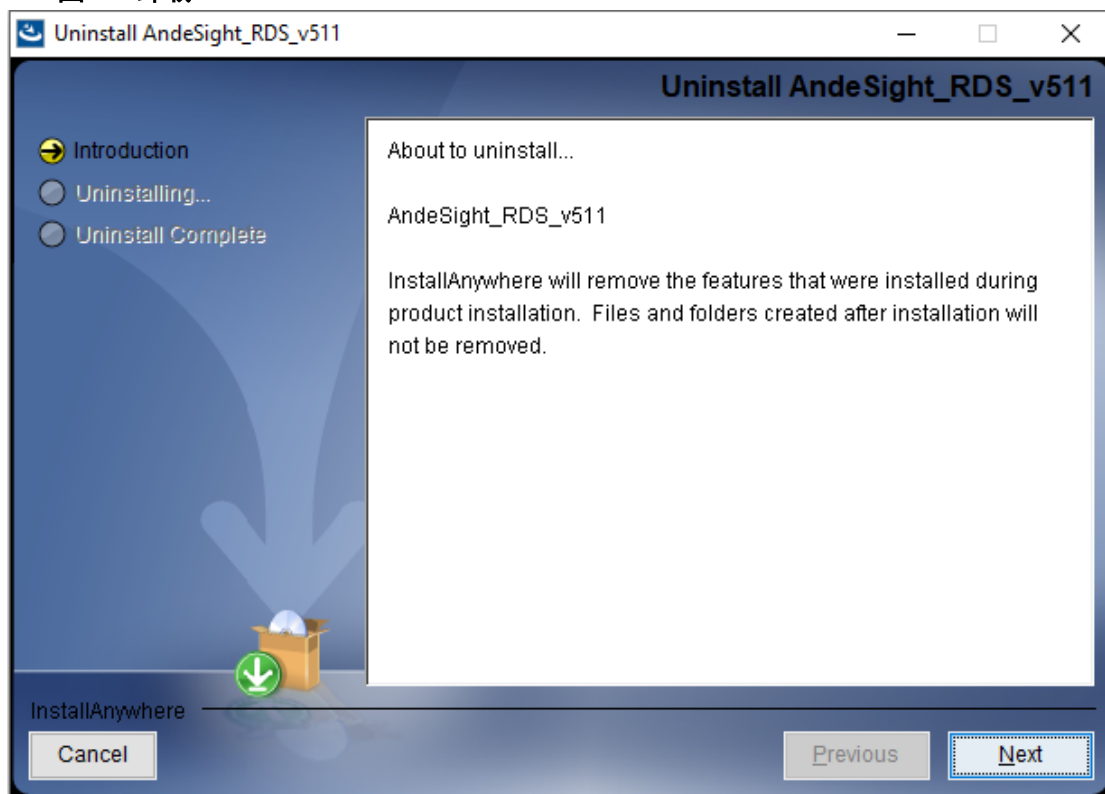 Uninstall AndeSight_RDS_v511
Uninstall AndeSight_RDS_v511
Introduction
Uninstalling...
Uninstall Complete
About to uninstall...
AndeSight_RDS_v511
InstallAnywhere will remove the features that were installed during
product installation. Files and folders created after installation will
not be removed.
InstallAnywhere
Cancel
Previous
Next